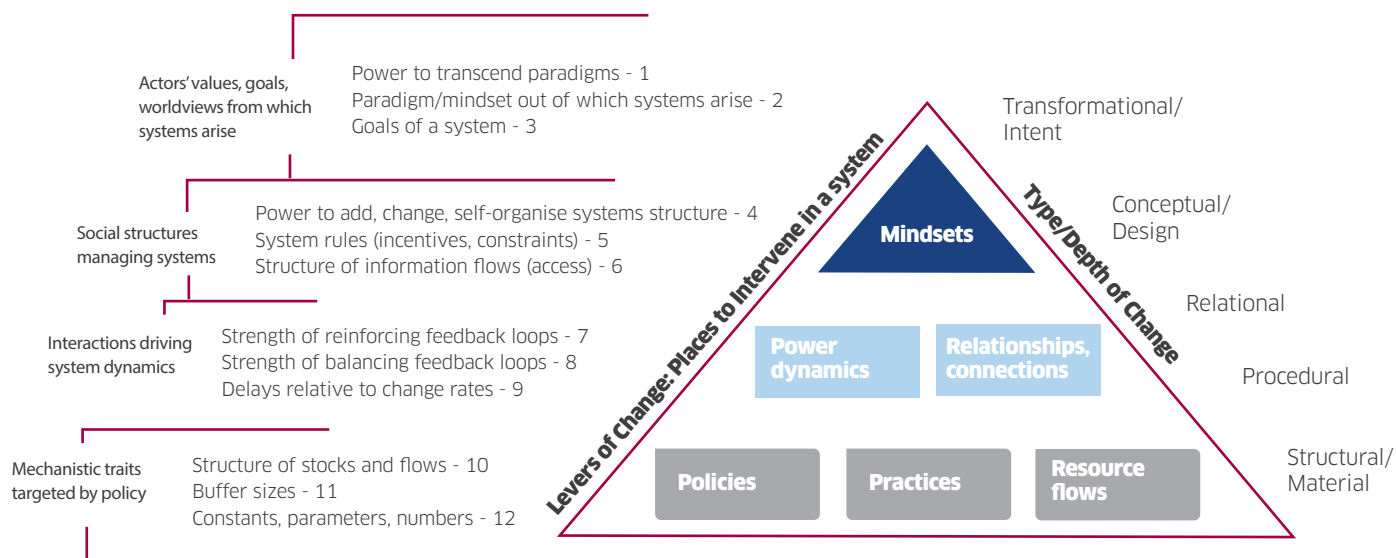 Actors' values, goals,
worldviews from which
systems arise
Power to transcend paradigms - 1
Paradigm/mindset out of which systems arise - 2
Goals of a system - 3
Social structures
managing systems
Power to add, change, self-organise systems structure - 4
System rules (incentives, constraints) - 5
Structure of information flows (access) - 6
Interactions driving
system dynamics
Strength of reinforcing feedback loops - 7
Strength of balancing feedback loops - 8
Delays relative to change rates - 9
Mechanistic traits
targeted by policy
Structure of stocks and flows - 10
Buffer sizes - 11
Constants, parameters, numbers - 12
Levers of Change: Places to Intervene in a system
Mindsets
Power
dynamics
Relationships,
connections
Policies
Practices
Resource
flows
Type/Depth of Change
Transformational/
Intent
Conceptual/
Design
Relational
Procedural
Structural/
Material